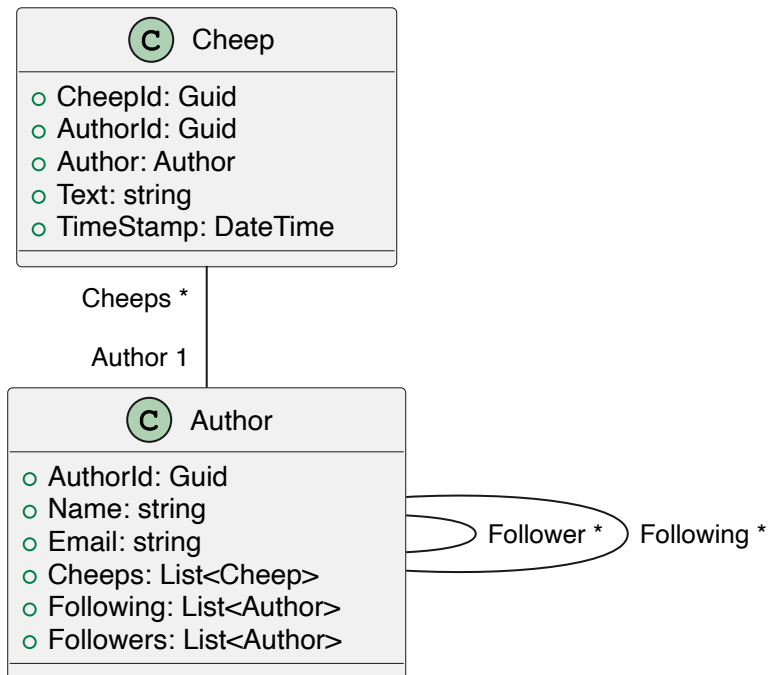 C Cheep
CheepId: Guid
AuthorId: Guid
Author: Author
Text: string
TimeStamp: DateTime
Cheeps *
Author 1
C Author
AuthorId: Guid
Name: string
Email: string
Cheeps: List<Cheep>
Following: List<Author>
Followers: List<Author>
Follower *
Following *